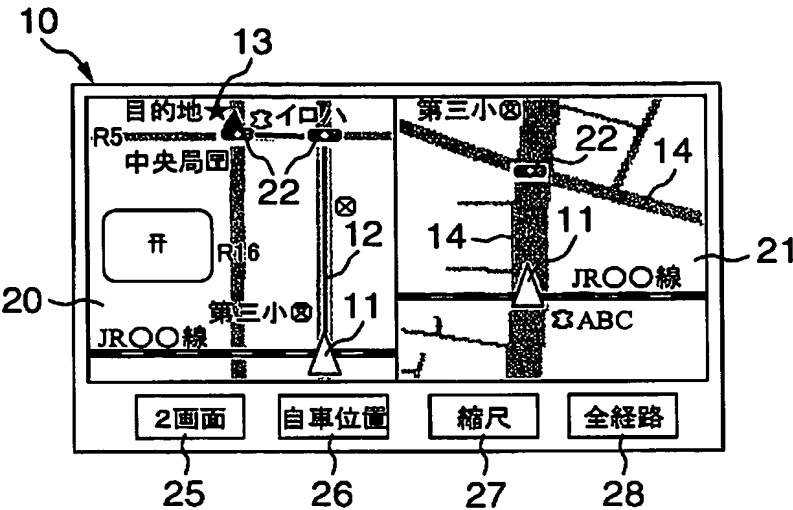 10
13
目的地
イロハ
R5
中央局
22
R16
12
20
第三小
11
JR〇〇線
第三小
22
14
14
11
21
JR〇〇線
ABC
2画面
自車位置
縮尺
全経路
25
26
27
28